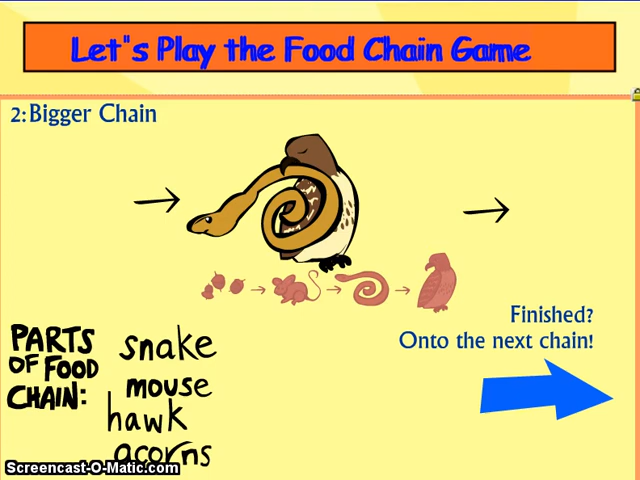 Let"s Play the Food Chain Game
2: Bigger Chain
Finished?
Onto the next chain!
PARTS
OF FOOD
CHAIN:
snake
mouse
hawk
acorns
Screencast-O-Matic.com